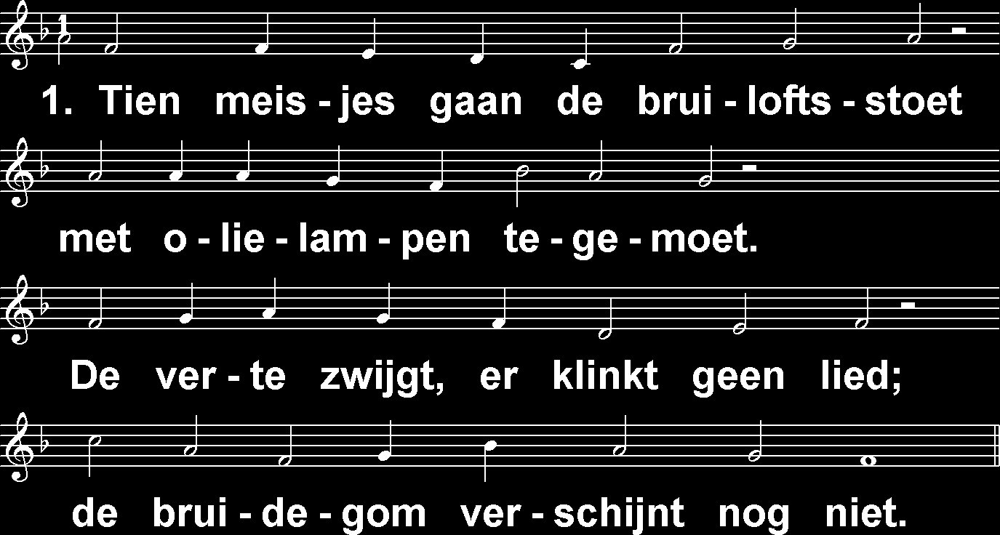 1. Tien meis - jes gaan de brui - lofts - stoet
met o - lie - lam - pen te - ge - moet.
De ver - te zwijgt, er klinkt geen lied;
de brui - de - gom ver - schijnt nog niet.